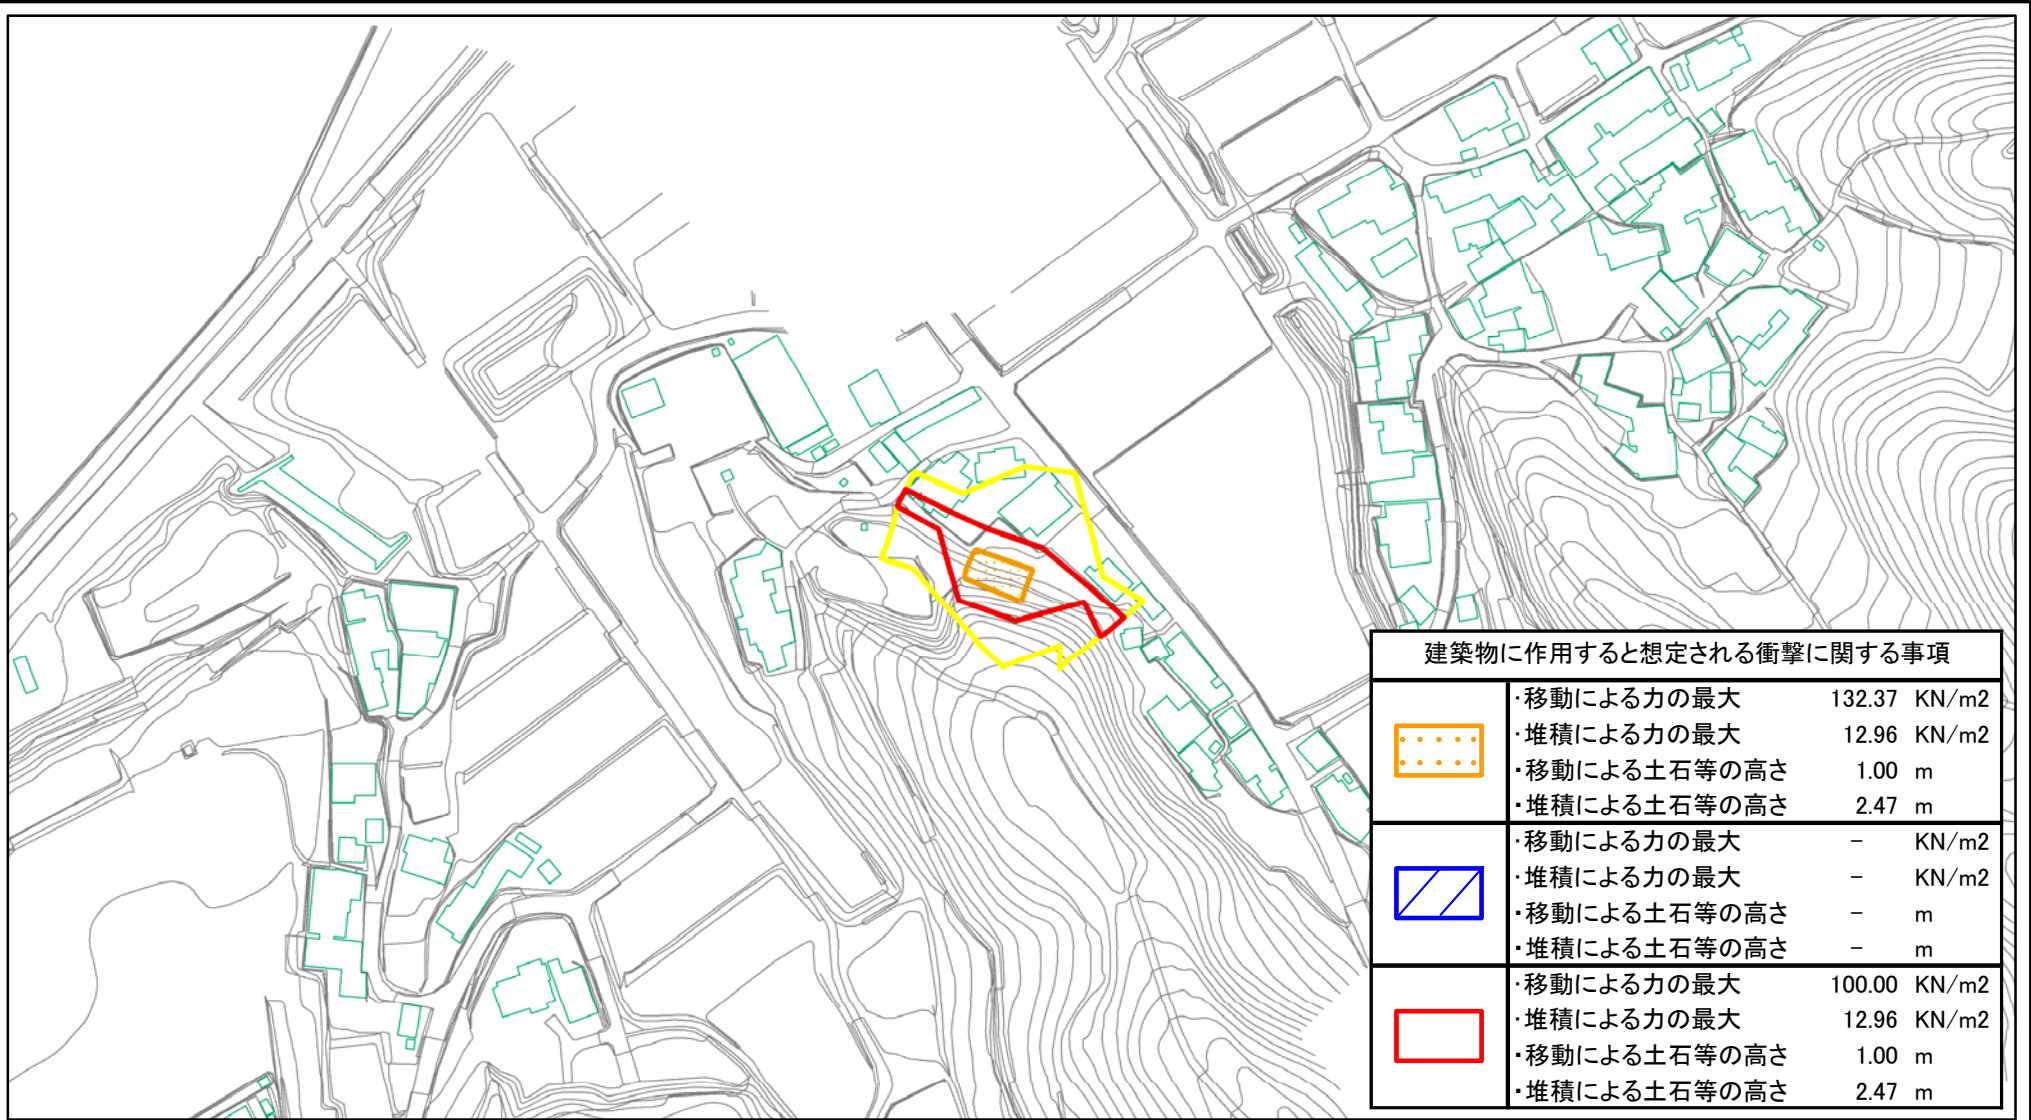 建築物に作用すると想定される衝撃に関する事項
・移動による力の最大 132.37 KN/m2
・堆積による力の最大 12.96 KN/m2
・移動による土石等の高さ 1.00 m
・堆積による土石等の高さ 2.47 m
・移動による力の最大 － KN/m2
・堆積による力の最大 － KN/m2
・移動による土石等の高さ － m
・堆積による土石等の高さ － m
・移動による力の最大 100.00 KN/m2
・堆積による力の最大 12.96 KN/m2
・移動による土石等の高さ 1.00 m
・堆積による土石等の高さ 2.47 m